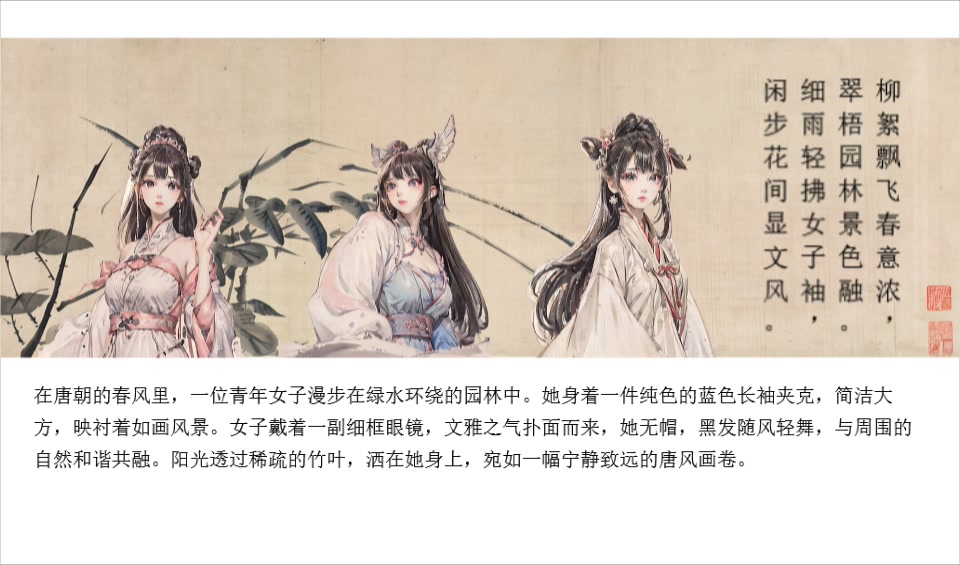 柳絮飘飞春意浓，
翠梧园林景色融。
细雨轻拂女子袖，
闲步花间显文风。
在唐朝的春风里，一位青年女子漫步在绿水环绕的园林中。她身着一件纯色的蓝色长袖夹克，简洁大
方，映衬着如画风景。女子戴着一副细框眼镜，文雅之气扑面而来，她无帽，黑发随风轻舞，与周围的
自然和谐共融。阳光透过稀疏的竹叶，洒在她身上，宛如一幅宁静致远的唐风画卷。